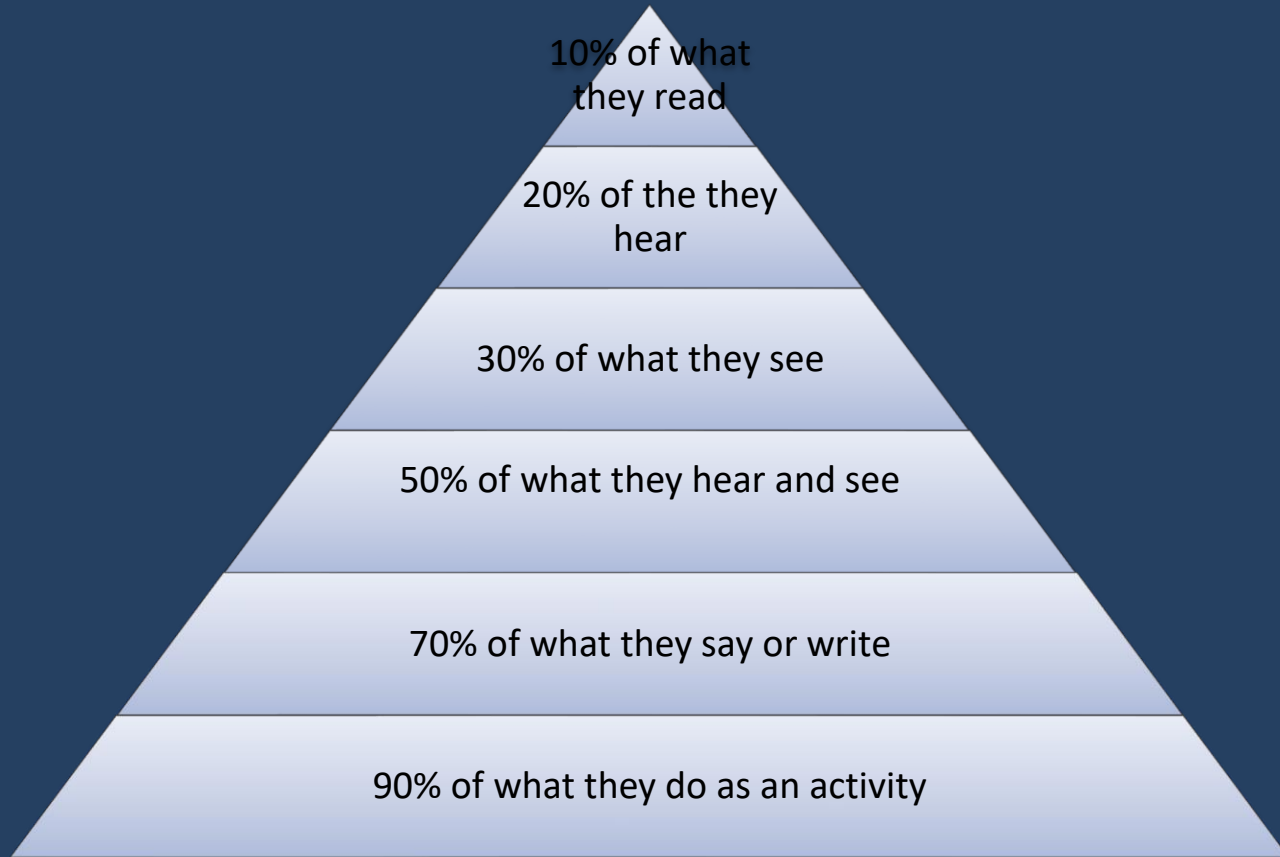 10% of what
they read
20% of the they
hear
30% of what they see
50% of what they hear and see
70% of what they say or write
90% of what they do as an activity